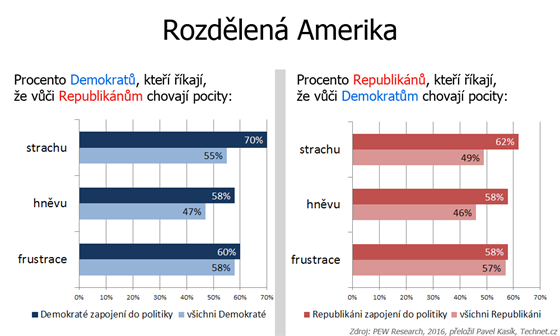 Rozdělená Amerika
Procento Demokratů, kteří říkají,
že vůči Republikánům chovají pocity:
strachu
70%
55%
hněvu
58%
47%
frustrace
60%
58%
0% 10% 20% 30% 40% 50% 60% 70%
Demokraté zapojení do politiky
všichni Demokraté
Procento Republikánů, kteří říkají,
že vůči Demokratům chovají pocity:
strachu
62%
49%
hněvu
58%
46%
frustrace
58%
57%
0% 10% 20% 30% 40% 50% 60% 70%
Republikáni zapojení do politiky
všichni Republikáni
Zdroj: PEW Research, 2016, přeložil Pavel Kasík, Technet.cz